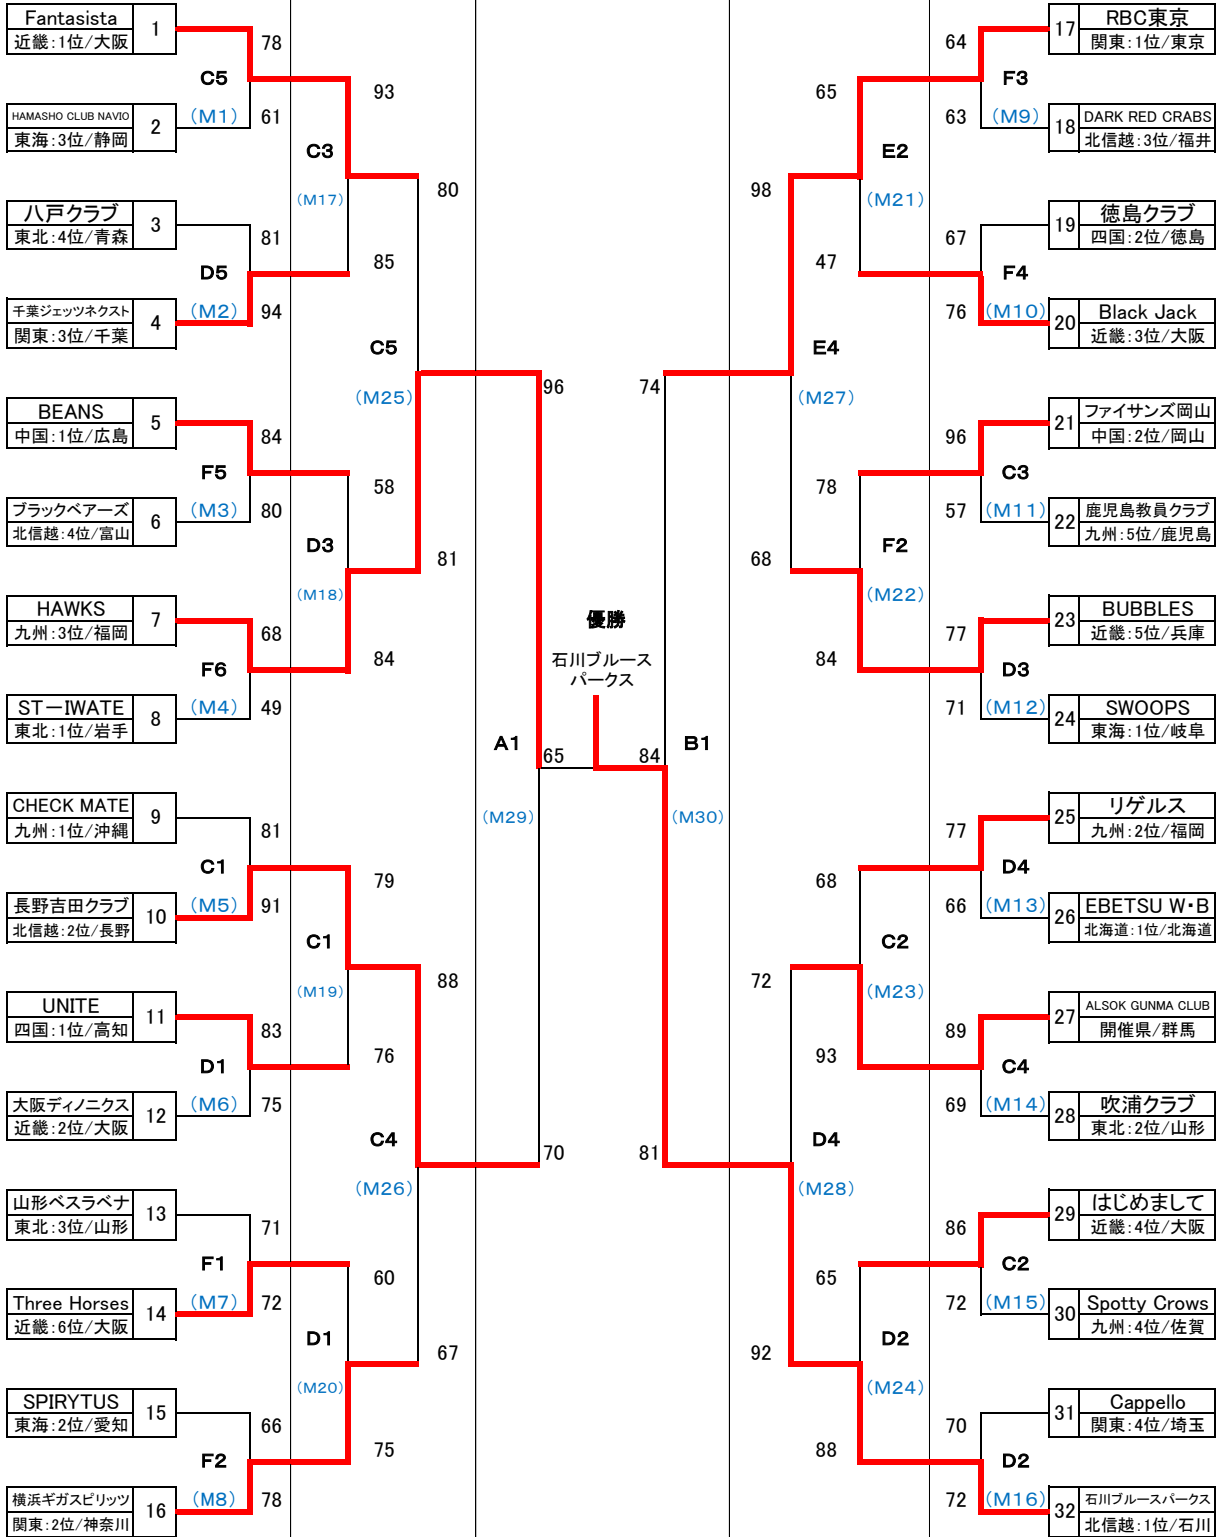 Fantasista
近畿:1位/大阪
1
78
C5
(M1)
61
HAMASHO CLUB NAVIO
東海:3位/静岡
2
93
C3
(M17)
85
八戸クラブ
東北:4位/青森
3
81
D5
(M2)
94
千葉ジェッツネクスト
関東:3位/千葉
4
80
C5
(M25)
81
BEANS
中国:1位/広島
5
84
F5
(M3)
80
ブラックベアーズ
北信越:4位/富山
6
58
D3
(M18)
84
HAWKS
九州:3位/福岡
7
68
F6
(M4)
49
ST－IWATE
東北:1位/岩手
8
96
A1
65
(M29)
70
CHECK MATE
九州:1位/沖縄
9
81
C1
(M5)
91
長野吉田クラブ
北信越:2位/長野
10
79
C1
(M19)
76
UNITE
四国:1位/高知
11
83
D1
(M6)
75
大阪ディノニクス
近畿:2位/大阪
12
88
C4
(M26)
67
山形ベスラベナ
東北:3位/山形
13
71
F1
(M7)
72
Three Horses
近畿:6位/大阪
14
60
D1
(M20)
75
SPIRYTUS
東海:2位/愛知
15
66
F2
(M8)
78
横浜ギガスピリッツ
関東:2位/神奈川
16
優勝
石川ブルース
パークス
74
84
B1
(M30)
81
17
RBC東京
関東:1位/東京
64
F3
63
(M9)
18
DARK RED CRABS
北信越:3位/福井
65
E2
(M21)
47
19
徳島クラブ
四国:2位/徳島
67
F4
76
(M10)
20
Black Jack
近畿:3位/大阪
98
E4
(M27)
68
21
ファイサンズ岡山
中国:2位/岡山
96
C3
57
(M11)
22
鹿児島教員クラブ
九州:5位/鹿児島
78
F2
(M22)
84
23
BUBBLES
近畿:5位/兵庫
77
D3
71
(M12)
24
SWOOPS
東海:1位/岐阜
25
リゲルス
九州:2位/福岡
77
D4
66
(M13)
26
EBETSU W・B
北海道:1位/北海道
68
C2
(M23)
93
27
ALSOK GUNMA CLUB
開催県/群馬
89
C4
69
(M14)
28
吹浦クラブ
東北:2位/山形
72
D4
(M28)
92
29
はじめまして
近畿:4位/大阪
86
C2
72
(M15)
30
Spotty Crows
九州:4位/佐賀
65
D2
(M24)
88
31
Cappello
関東:4位/埼玉
70
D2
72
(M16)
32
石川ブルースパークス
北信越:1位/石川